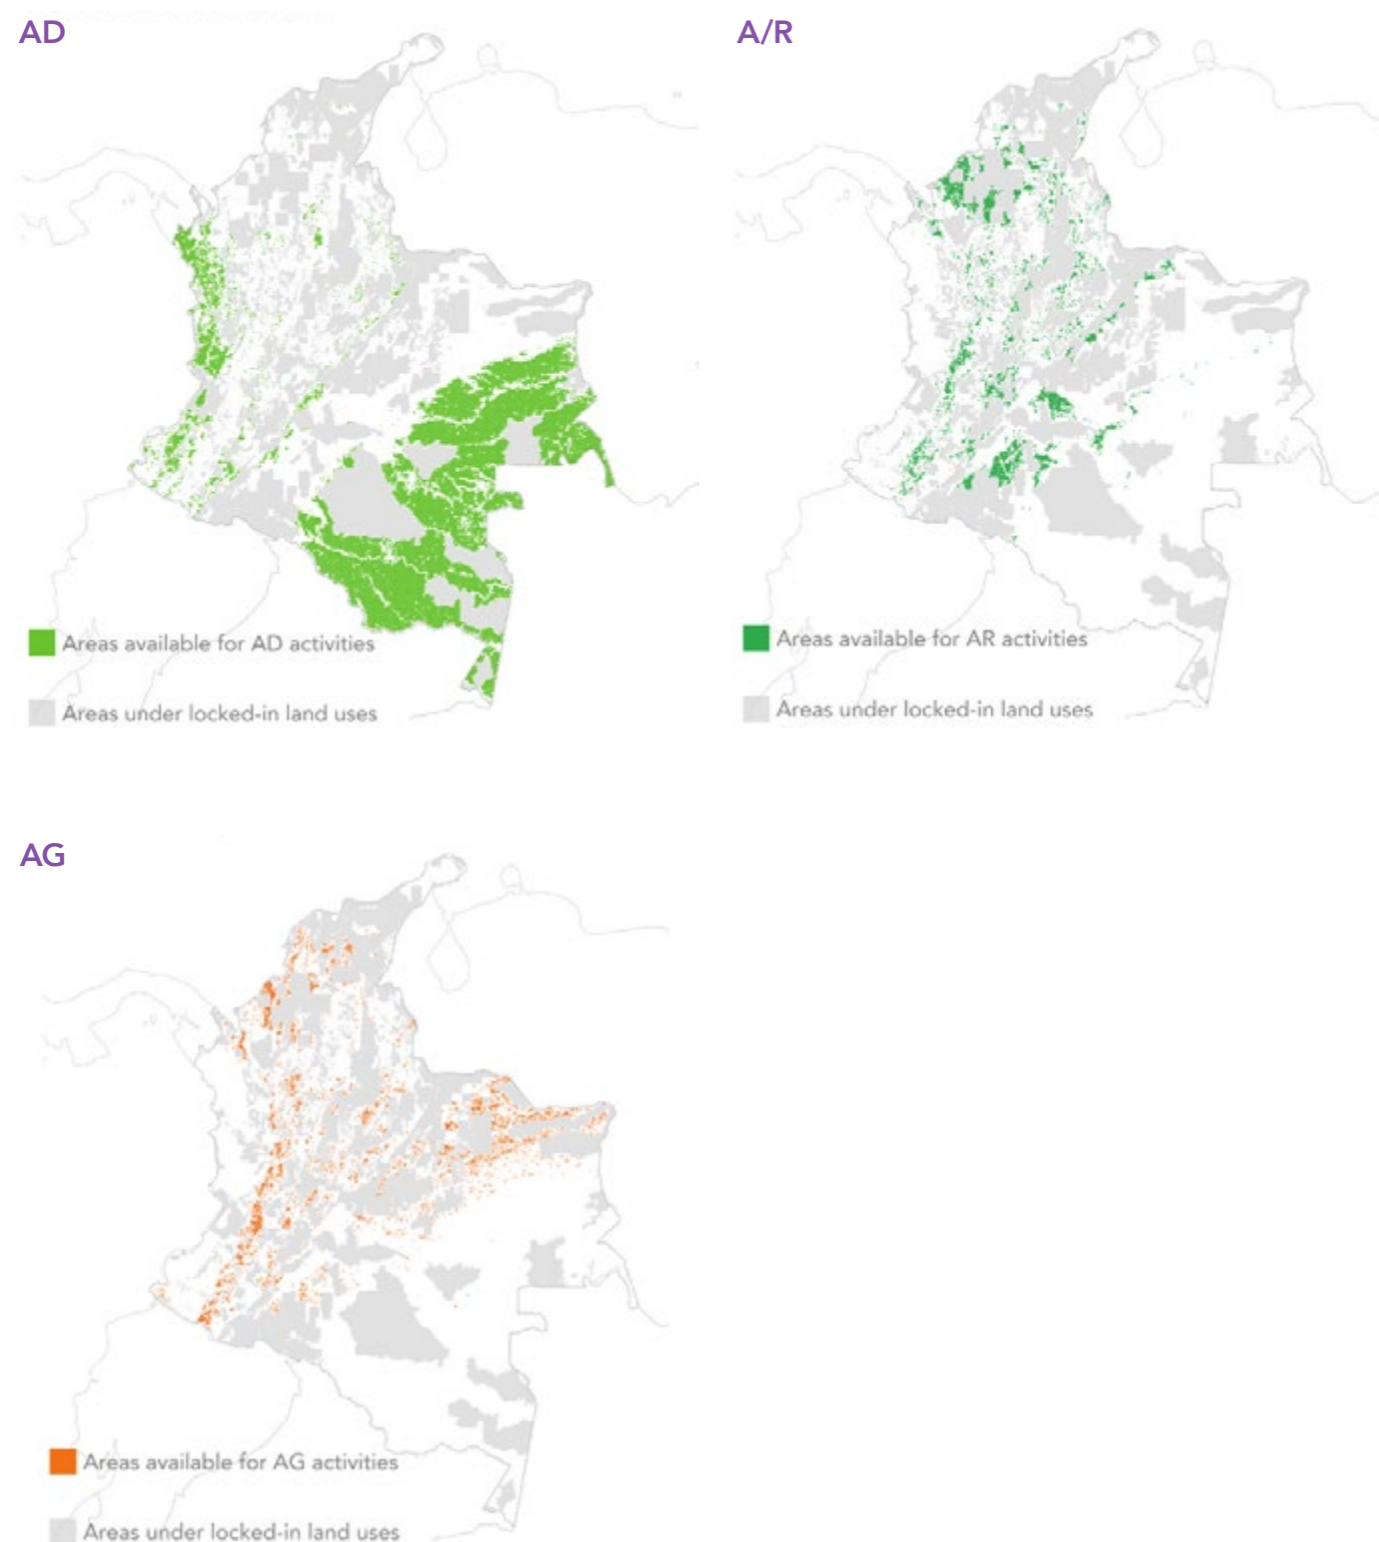 AD
A/R
Areas available for AD activities
Areas under locked-in land uses
Areas available for AR activities
Areas under locked-in land uses
AG
Areas available for AG activities
Areas under locked-in land uses